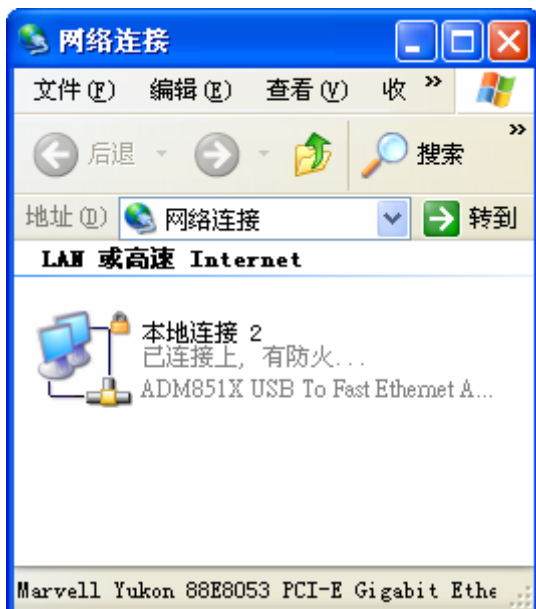 网络连接
文件(F) 编辑(E) 查看(V) 收 »
后退 搜索 »
地址(D) 网络连接 转到
LAN 或高速 Internet
本地连接 2
已连接上, 有防火...
ADM851X USB To Fast Ethernet A...
Marvell Yukon 88E8053 PCI-E Gigabit Ethe